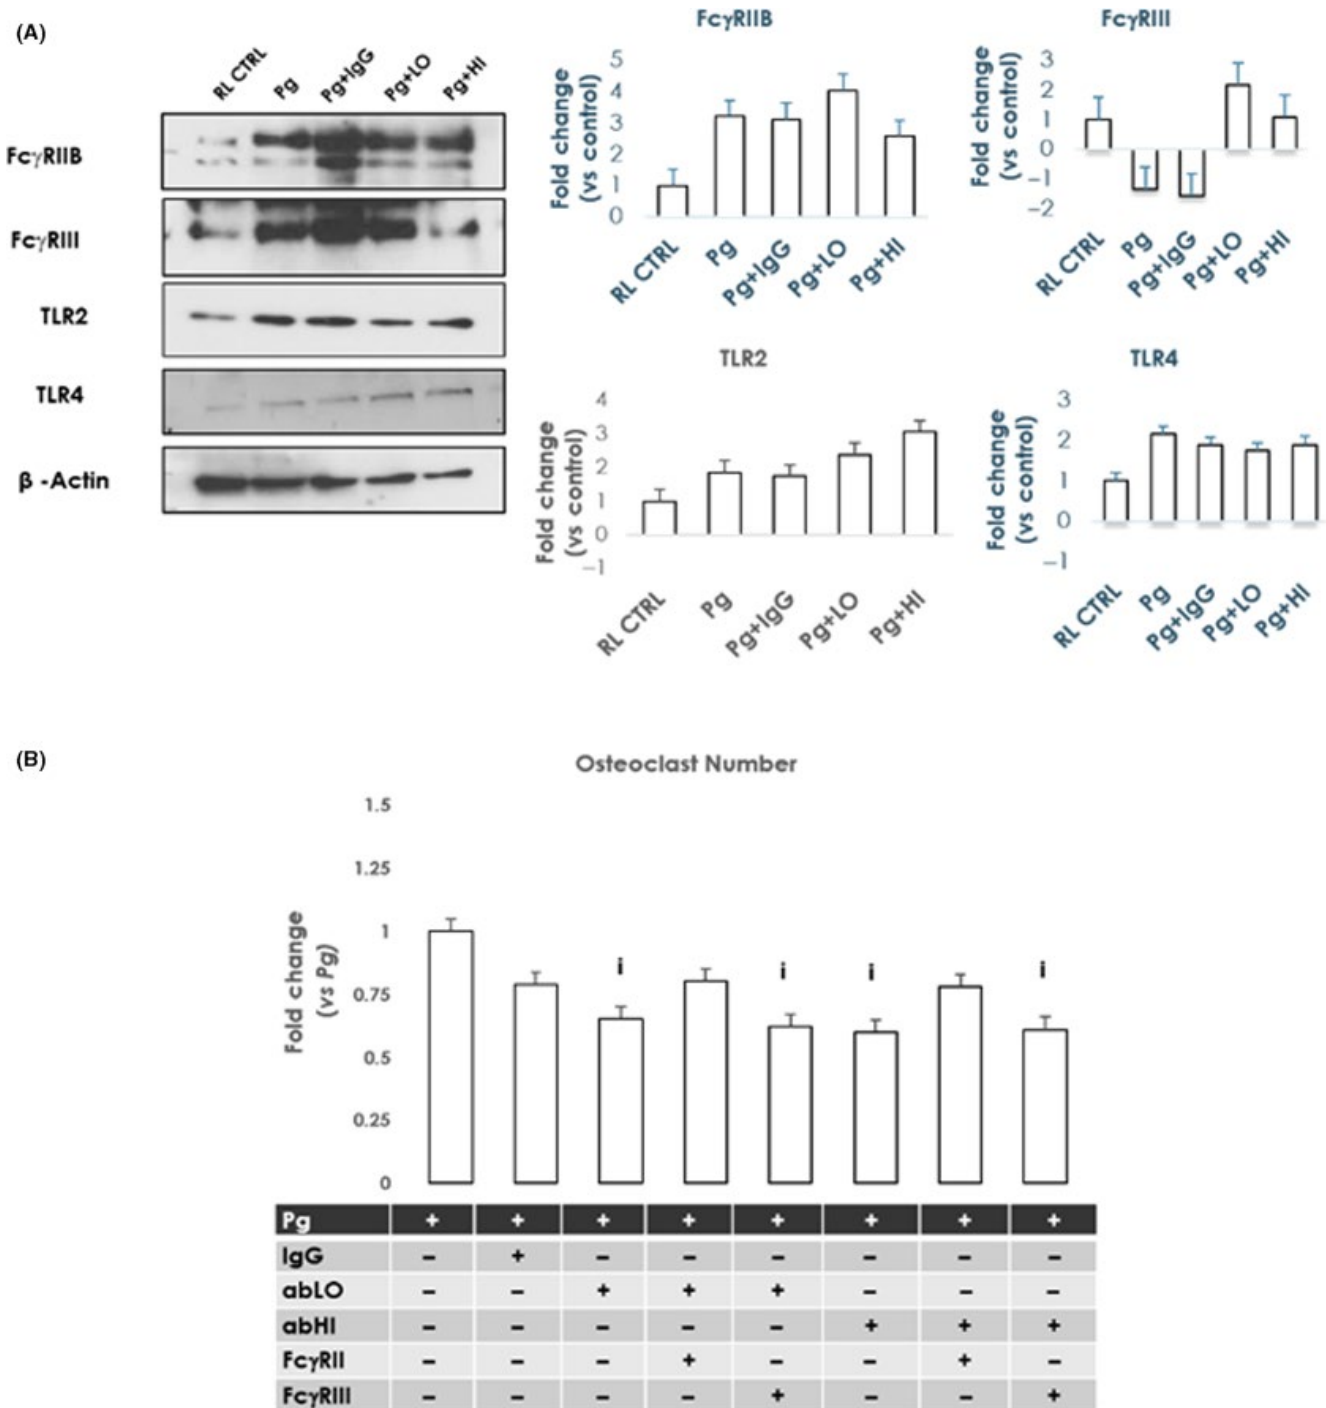 (A)
RL CTRL
Pg
Pg+IgG
Pg+LO
Pg+HI
FcγRIIB
FcγRIII
TLR2
TLR4
β -Actin
FcγRIIB
Fold change
(vs control)
5
4
3
2
1
0
RL CTRL
Pg
Pg+IgG
Pg+LO
Pg+HI
FcγRIII
Fold change
(vs control)
3
2
1
0
−1
−2
RL CTRL
Pg
Pg+IgG
Pg+LO
Pg+HI
TLR2
Fold change
(vs control)
4
3
2
1
0
−1
RL CTRL
Pg
Pg+IgG
Pg+LO
Pg+HI
TLR4
Fold change
(vs control)
3
2
1
0
−1
RL CTRL
Pg
Pg+IgG
Pg+LO
Pg+HI
(B)
Osteoclast Number
Fold change
(vs Pg)
1.5
1.25
1
0.75
0.5
0.25
0
i
i
i
i
Pg + + + + + + + +
IgG − + − − − − − −
abLO − − + + + − − −
abHI − − − − − + + +
FcγRII − − − + − − + −
FcγRIII − − − − + − − +